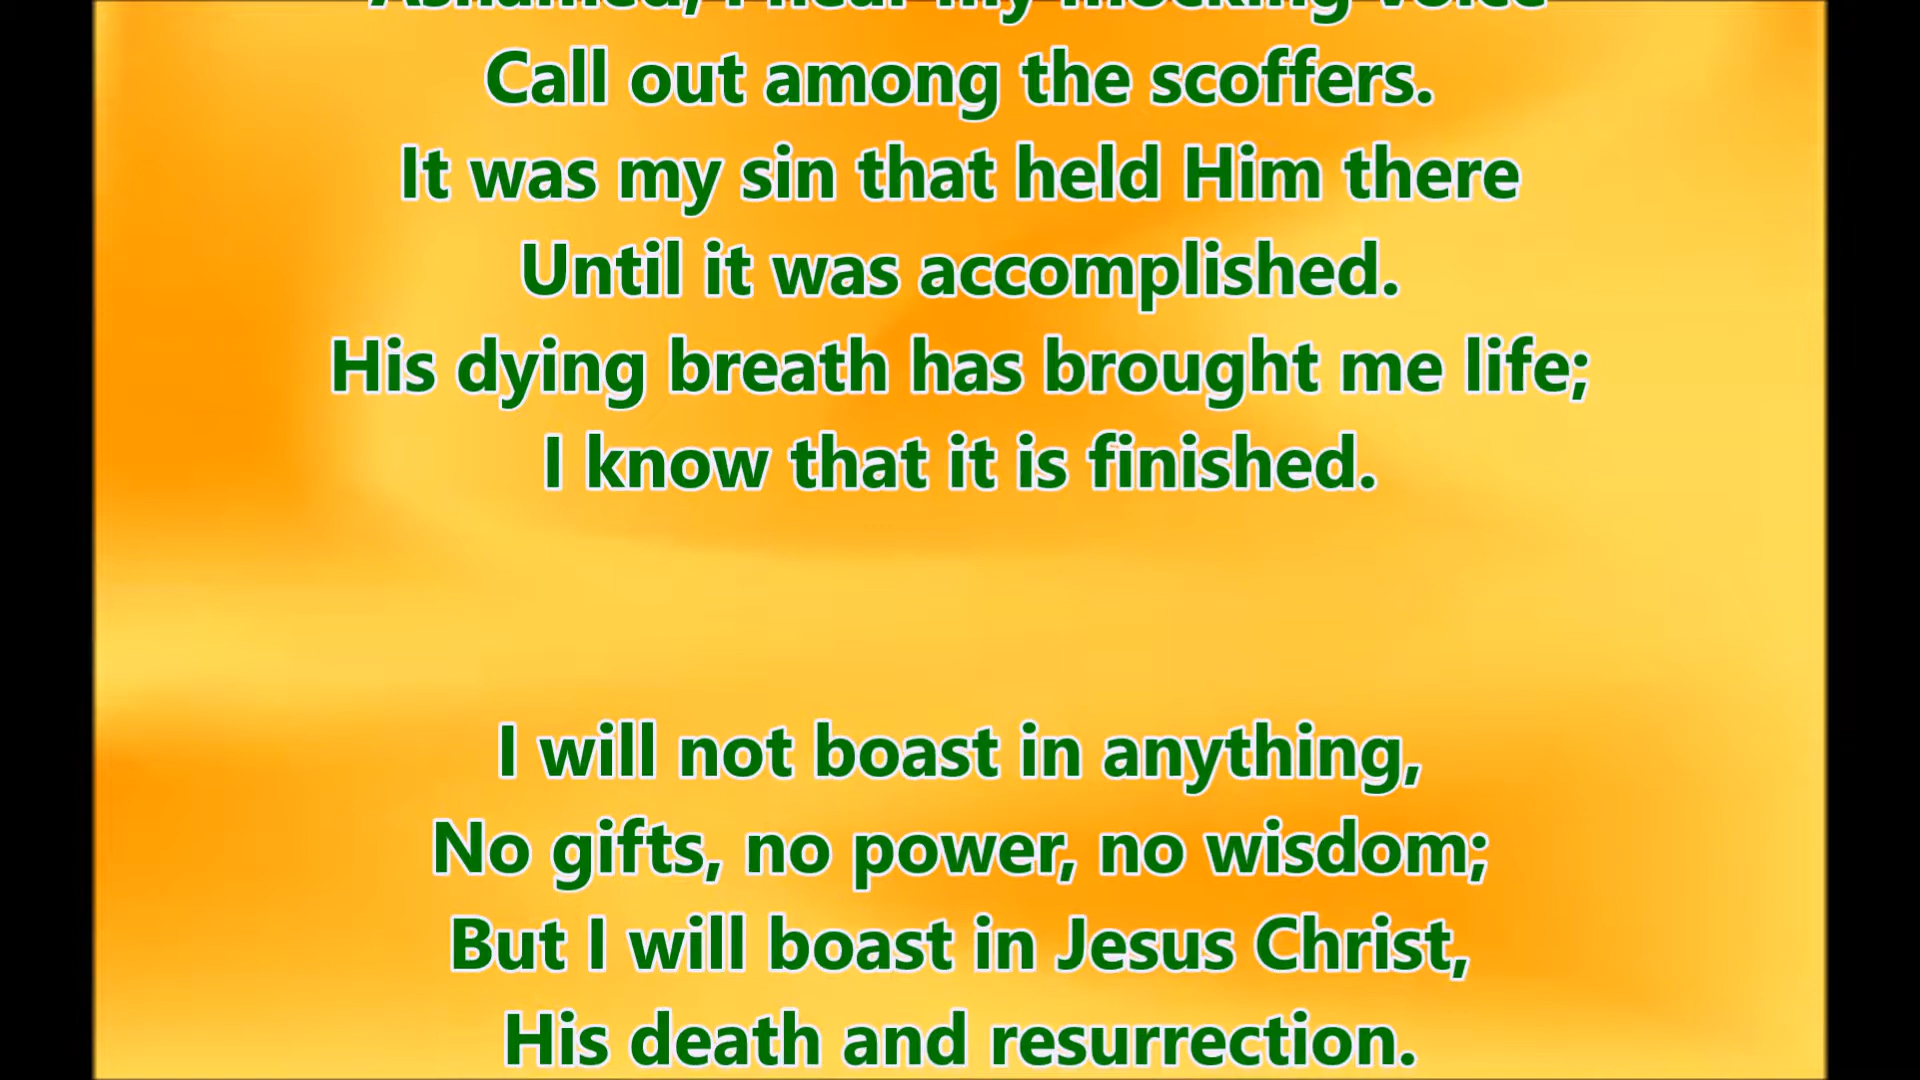 Ashamed, I hear my mocking voice
Call out among the scoffers.
It was my sin that held Him there
Until it was accomplished.
His dying breath has brought me life;
I know that it is finished.
I will not boast in anything,
No gifts, no power, no wisdom;
But I will boast in Jesus Christ,
His death and resurrection.